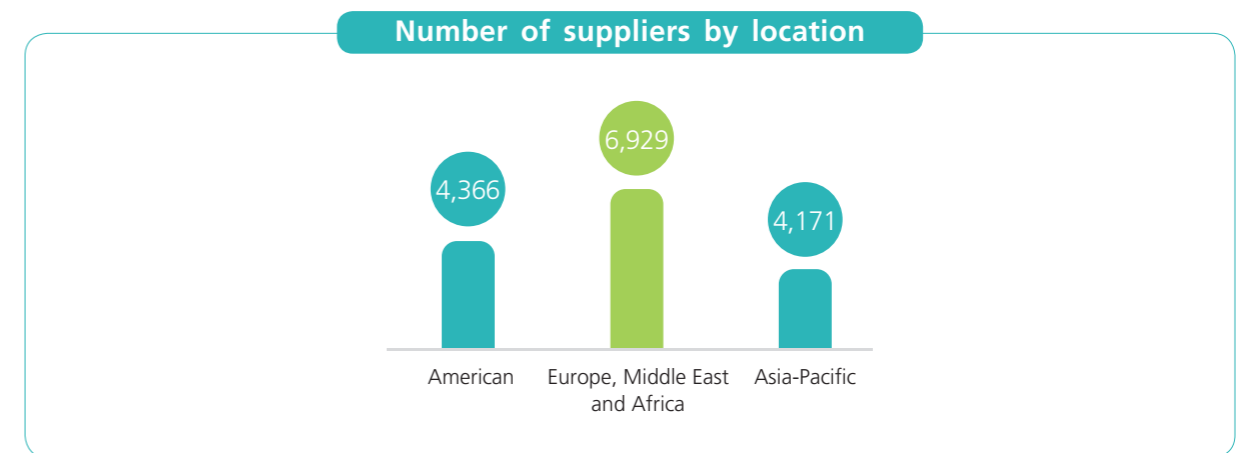 Number of suppliers by location
4,366
6,929
4,171
American
Europe, Middle East
and Africa
Asia-Pacific